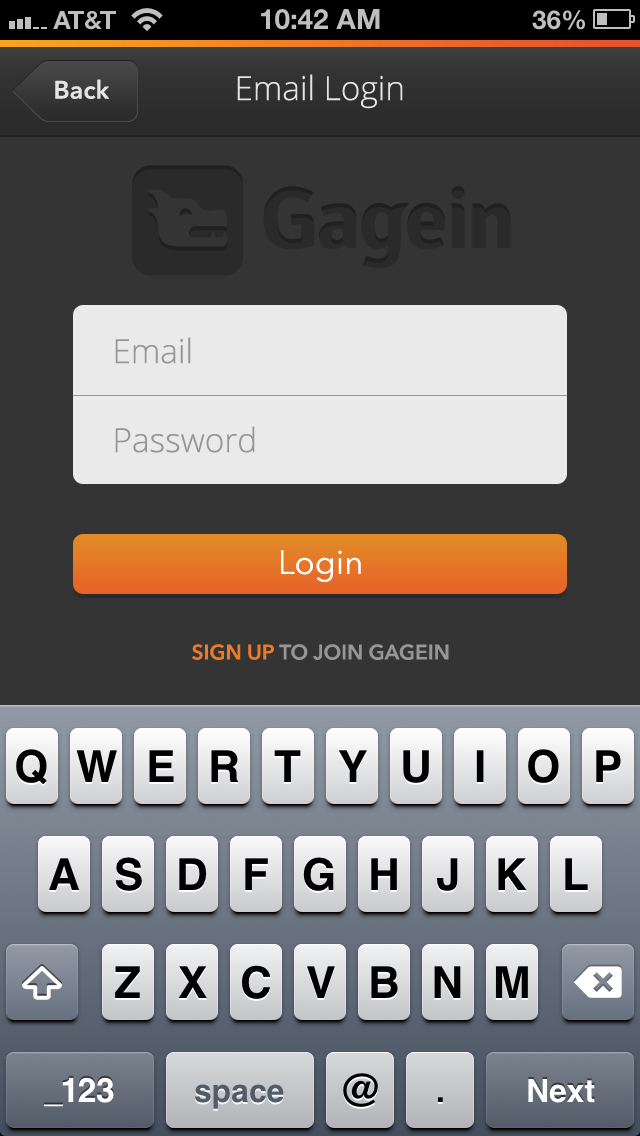 AT&T 10:42 AM 36%
Back Email Login
Gagein
Email
Password
Login
SIGN UP TO JOIN GAGEIN
Q W E R T Y U I O P
A S D F G H J K L
Z X C V B N M
_123 space @ . Next